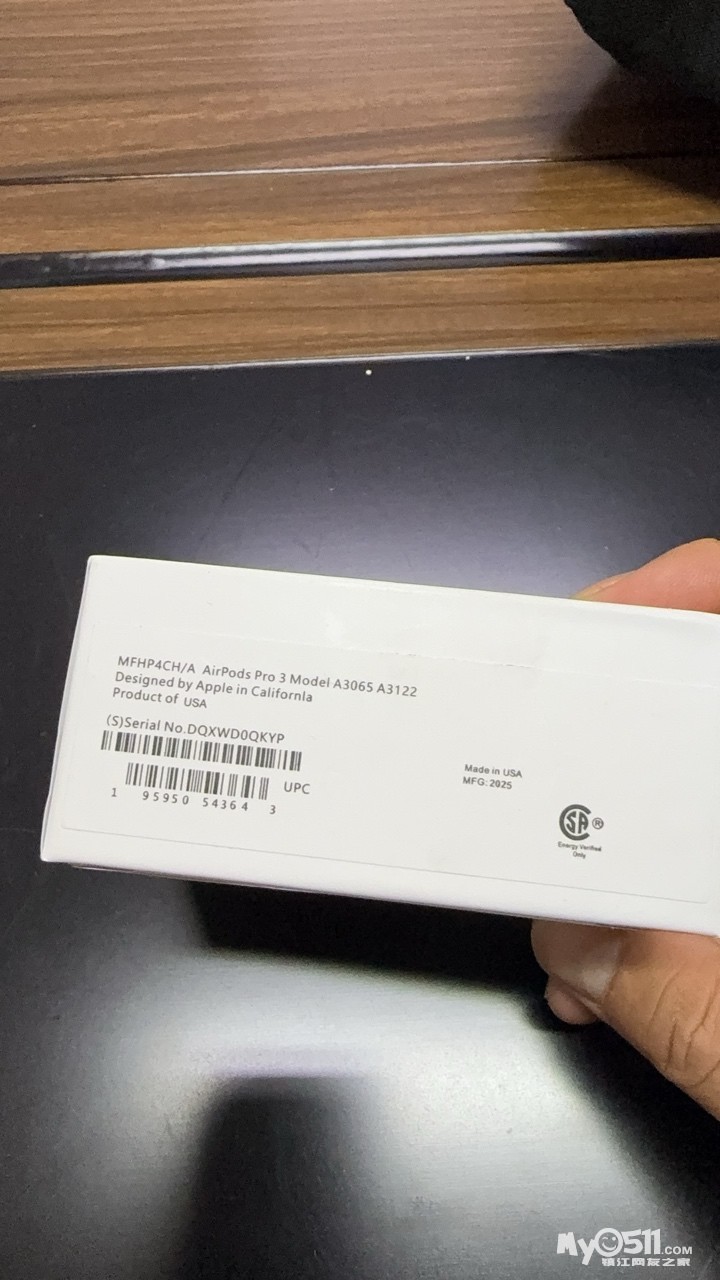 MFHP4CH/A AirPods Pro 3 Model A3065 A3122
Designed by Apple in Californla
Product of USA
(S)Serial No.DQXWD0QKYP
UPC
1 95950 54364 3
Made in USA
MFG: 2025
SA®
Energy Verified
Only
My0511.COM
镇江网友之家